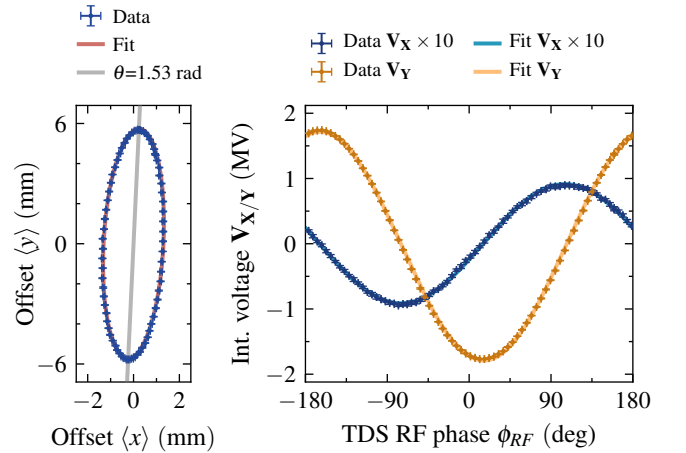 Data
Fit
θ=1.53 rad
Data V_X × 10
Fit V_X × 10
Data V_Y
Fit V_Y
Offset ⟨y⟩ (mm)
6
0
−6
−2
0
2
Offset ⟨x⟩ (mm)
Int. voltage V_X/Y (MV)
2
1
0
−1
−2
−180
−90
0
90
180
TDS RF phase ϕ_RF (deg)